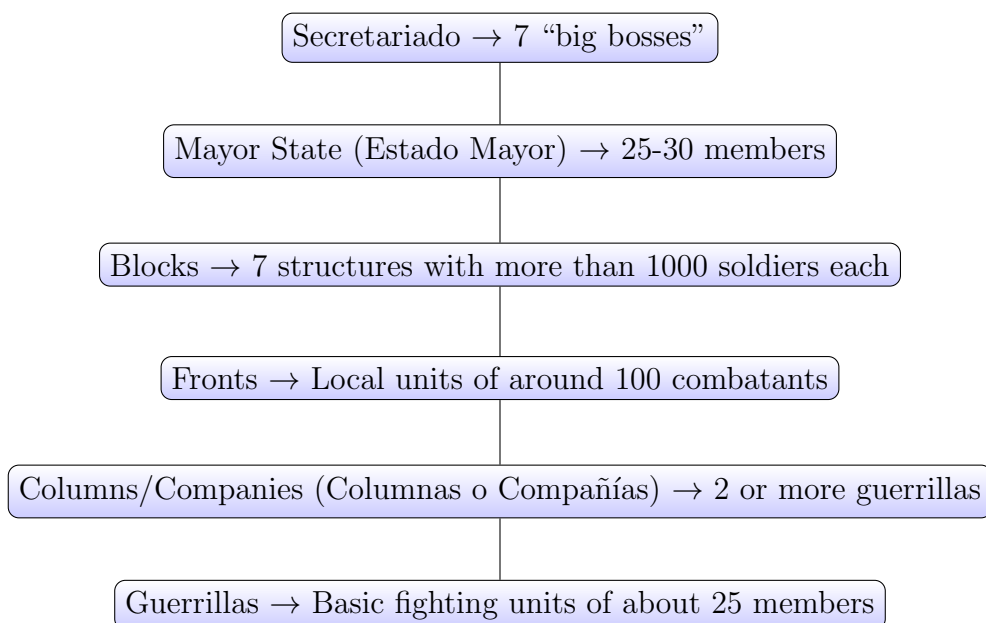 Secretariado → 7 “big bosses”
Mayor State (Estado Mayor) → 25-30 members
Blocks → 7 structures with more than 1000 soldiers each
Fronts → Local units of around 100 combatants
Columns/Companies (Columnas o Compañías) → 2 or more guerrillas
Guerrillas → Basic fighting units of about 25 members